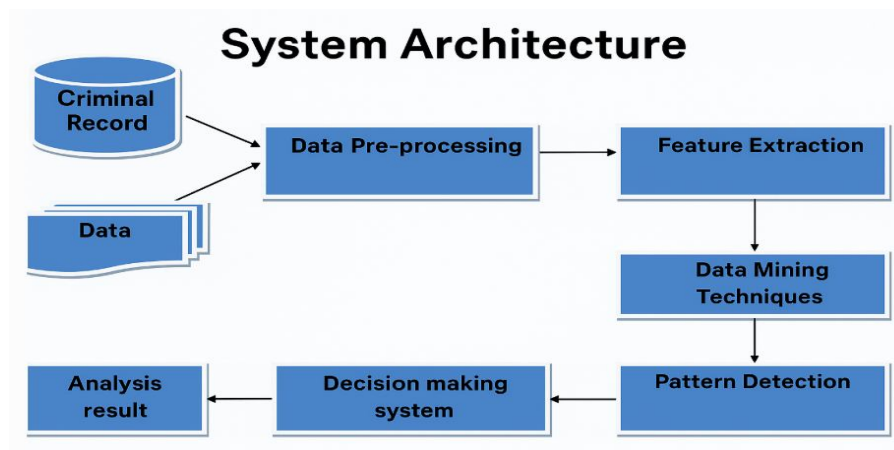 System Architecture
Criminal
Record
Data Pre-processing
Feature Extraction
Data
Data Mining
Techniques
Pattern Detection
Decision making
system
Analysis
result